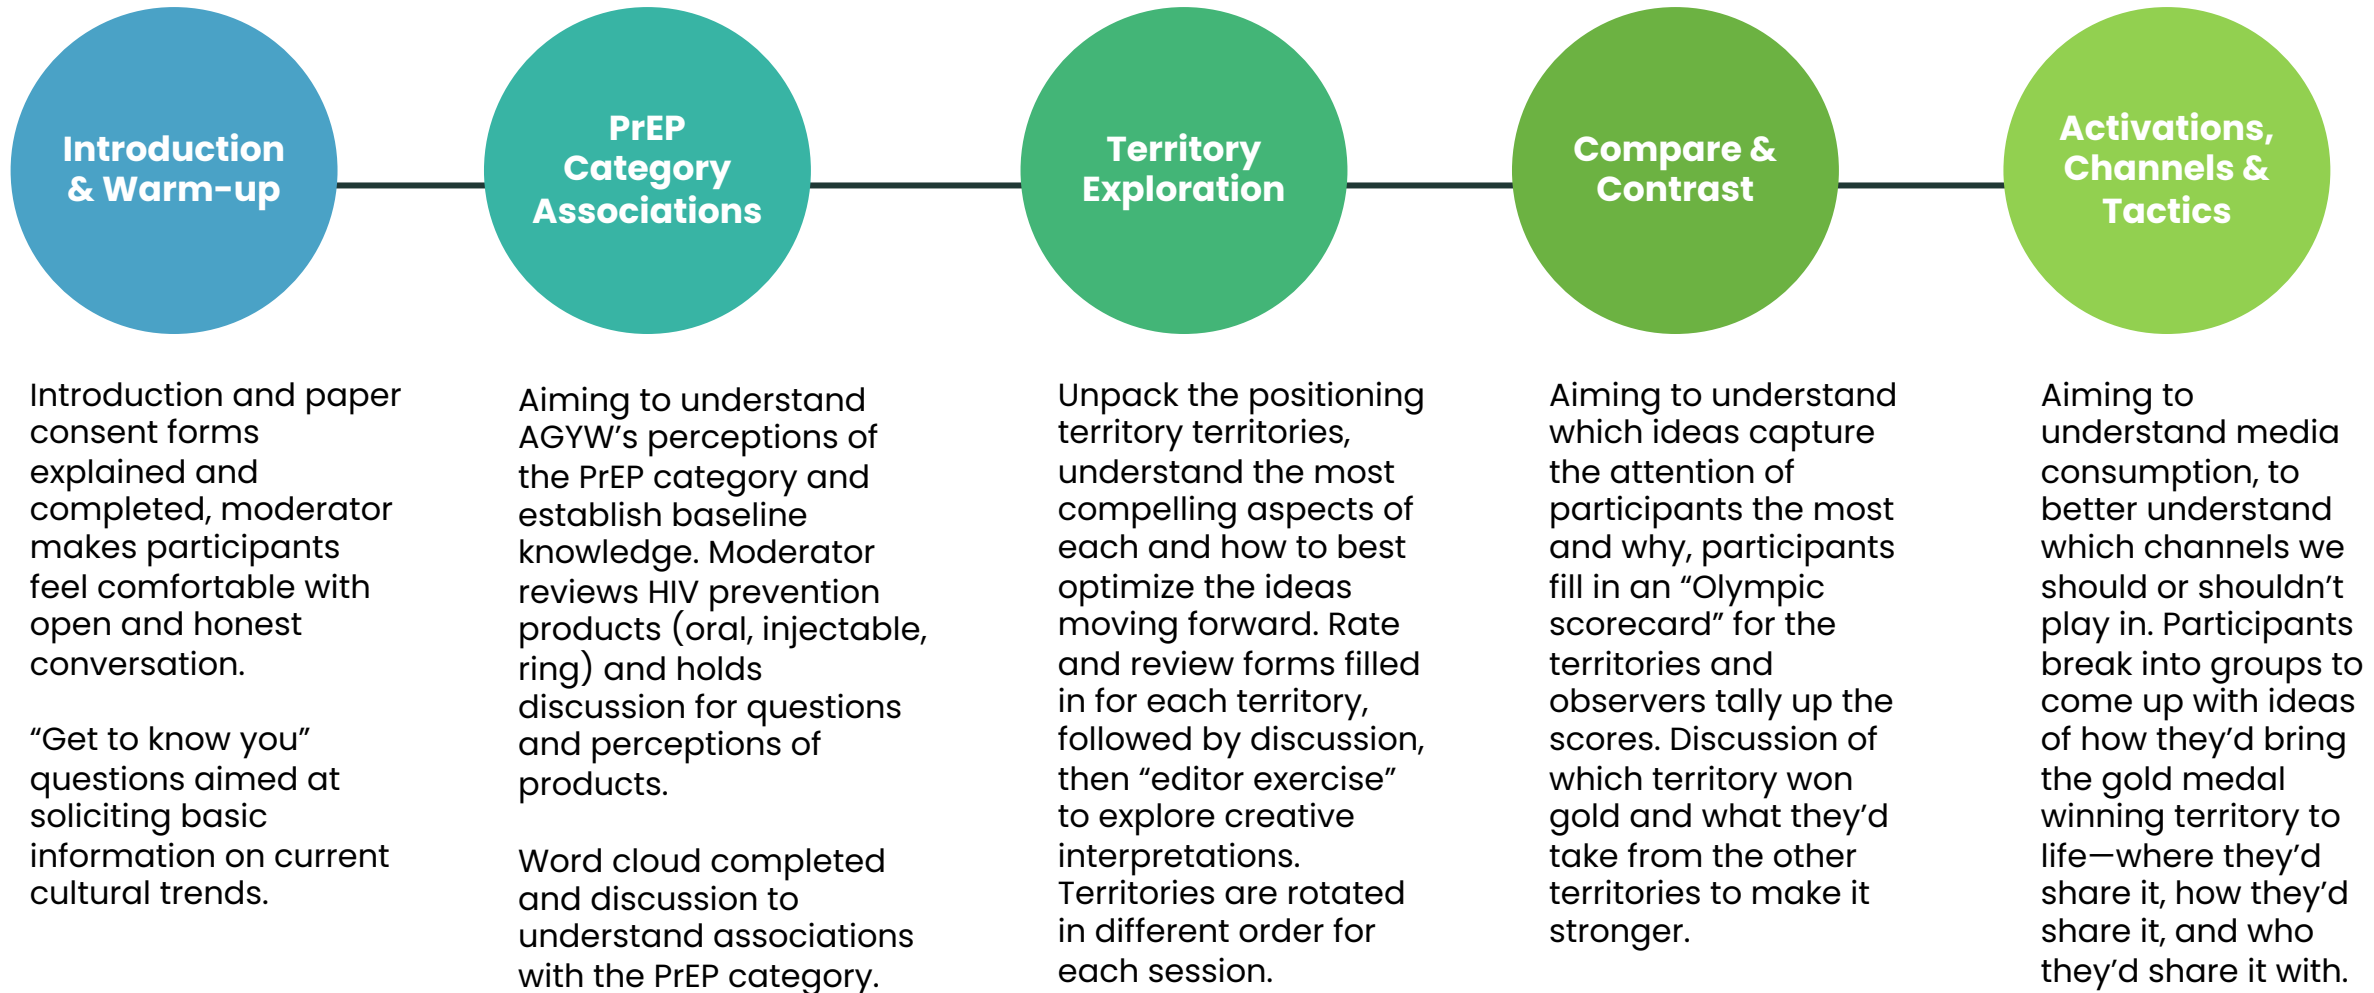 Introduction
& Warm-up
PrEP
Category
Associations
Territory
Exploration
Compare &
Contrast
Activations,
Channels &
Tactics
Introduction and paper
consent forms
explained and
completed, moderator
makes participants
feel comfortable with
open and honest
conversation.
“Get to know you”
questions aimed at
soliciting basic
information on current
cultural trends.
Aiming to understand
AGYW’s perceptions of
the PrEP category and
establish baseline
knowledge. Moderator
reviews HIV prevention
products (oral, injectable,
ring) and holds
discussion for questions
and perceptions of
products.
Word cloud completed
and discussion to
understand associations
with the PrEP category.
Unpack the positioning
territory territories,
understand the most
compelling aspects of
each and how to best
optimize the ideas
moving forward. Rate
and review forms filled
in for each territory,
followed by discussion,
then “editor exercise”
to explore creative
interpretations.
Territories are rotated
in different order for
each session.
Aiming to understand
which ideas capture
the attention of
participants the most
and why, participants
fill in an “Olympic
scorecard” for the
territories and
observers tally up the
scores. Discussion of
which territory won
gold and what they’d
take from the other
territories to make it
stronger.
Aiming to
understand media
consumption, to
better understand
which channels we
should or shouldn’t
play in. Participants
break into groups to
come up with ideas
of how they’d bring
the gold medal
winning territory to
life—where they’d
share it, how they’d
share it, and who
they’d share it with.